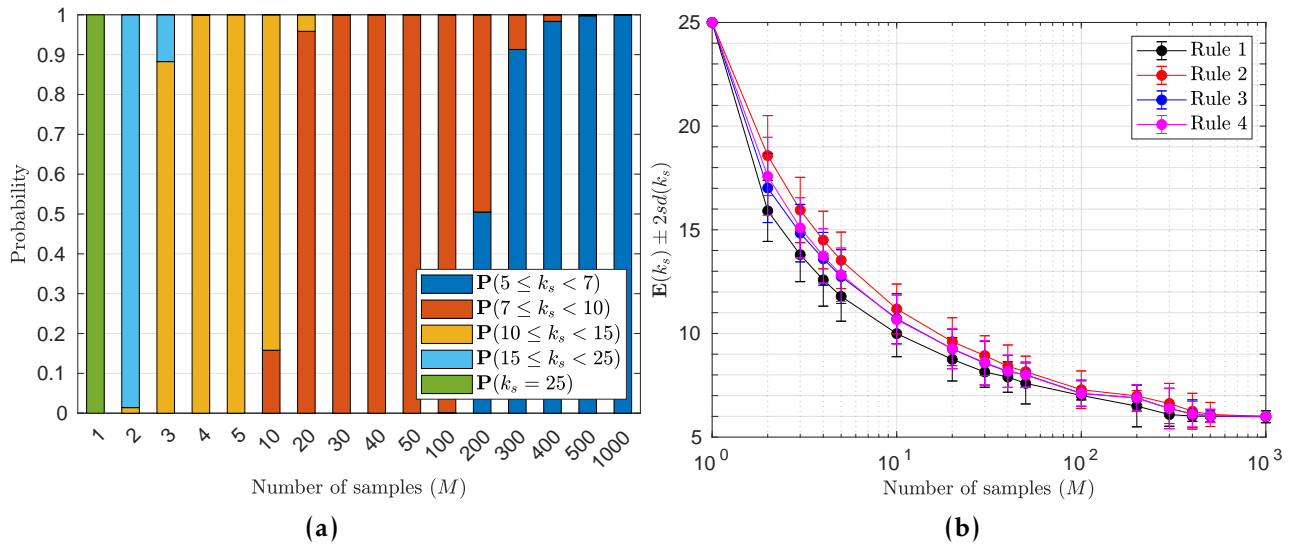 1
0.9
0.8
0.7
0.6
0.5
0.4
0.3
0.2
0.1
0
Probability
P(5 ≤ k_s < 7)
P(7 ≤ k_s < 10)
P(10 ≤ k_s < 15)
P(15 ≤ k_s < 25)
P(k_s = 25)
1 2 3 4 5 10 20 30 40 50 100 200 300 400 500 1000
Number of samples (M)
(a)
25
20
15
10
5
E(k_s) ± 2sd(k_s)
Rule 1
Rule 2
Rule 3
Rule 4
10^0 10^1 10^2 10^3
Number of samples (M)
(b)